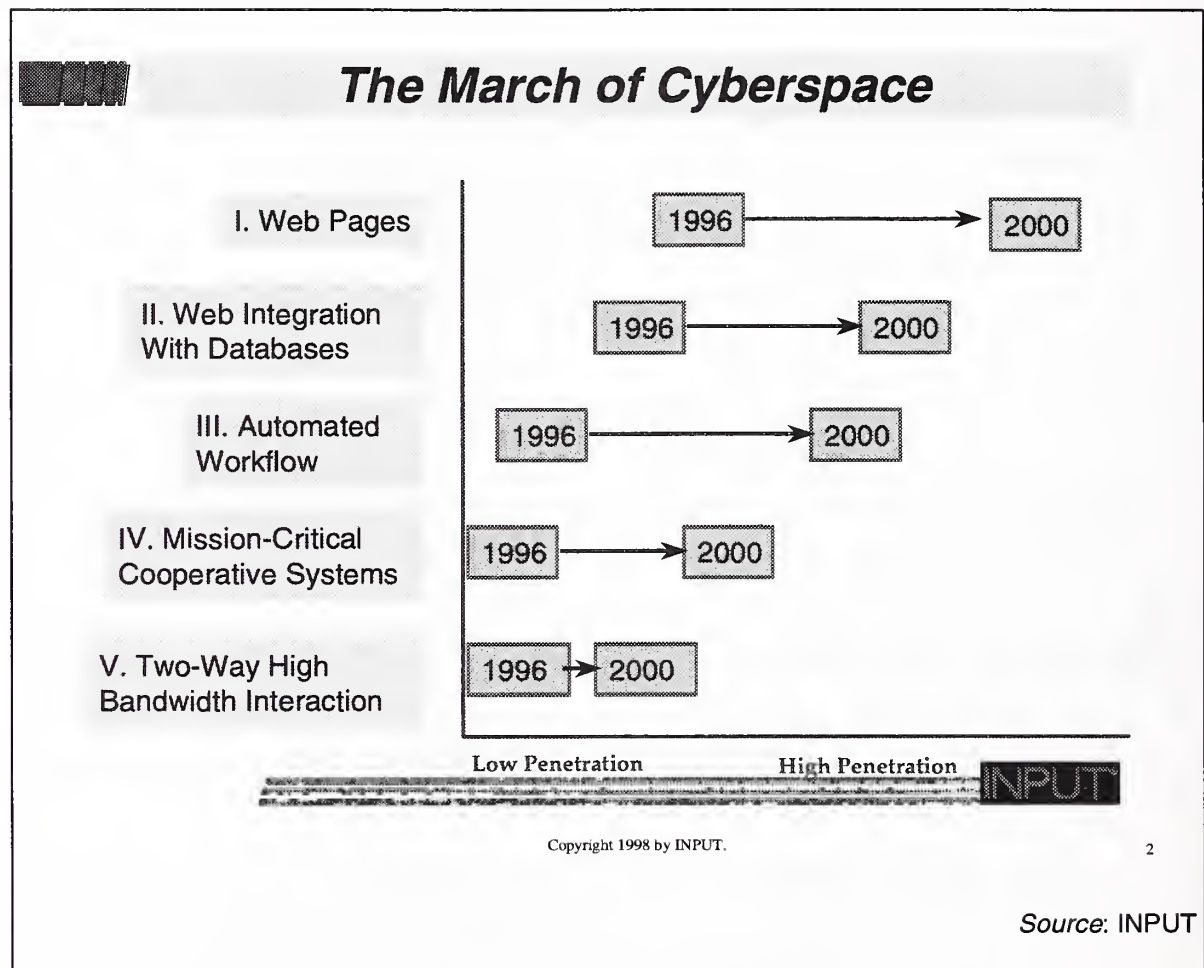 The March of Cyberspace
I. Web Pages
1996
2000
II. Web Integration
With Databases
1996
2000
III. Automated
Workflow
1996
2000
IV. Mission-Critical
Cooperative Systems
1996
2000
V. Two-Way High
Bandwidth Interaction
1996
2000
Low Penetration
High Penetration
INPUT
Copyright 1998 by INPUT.
2
Source: INPUT